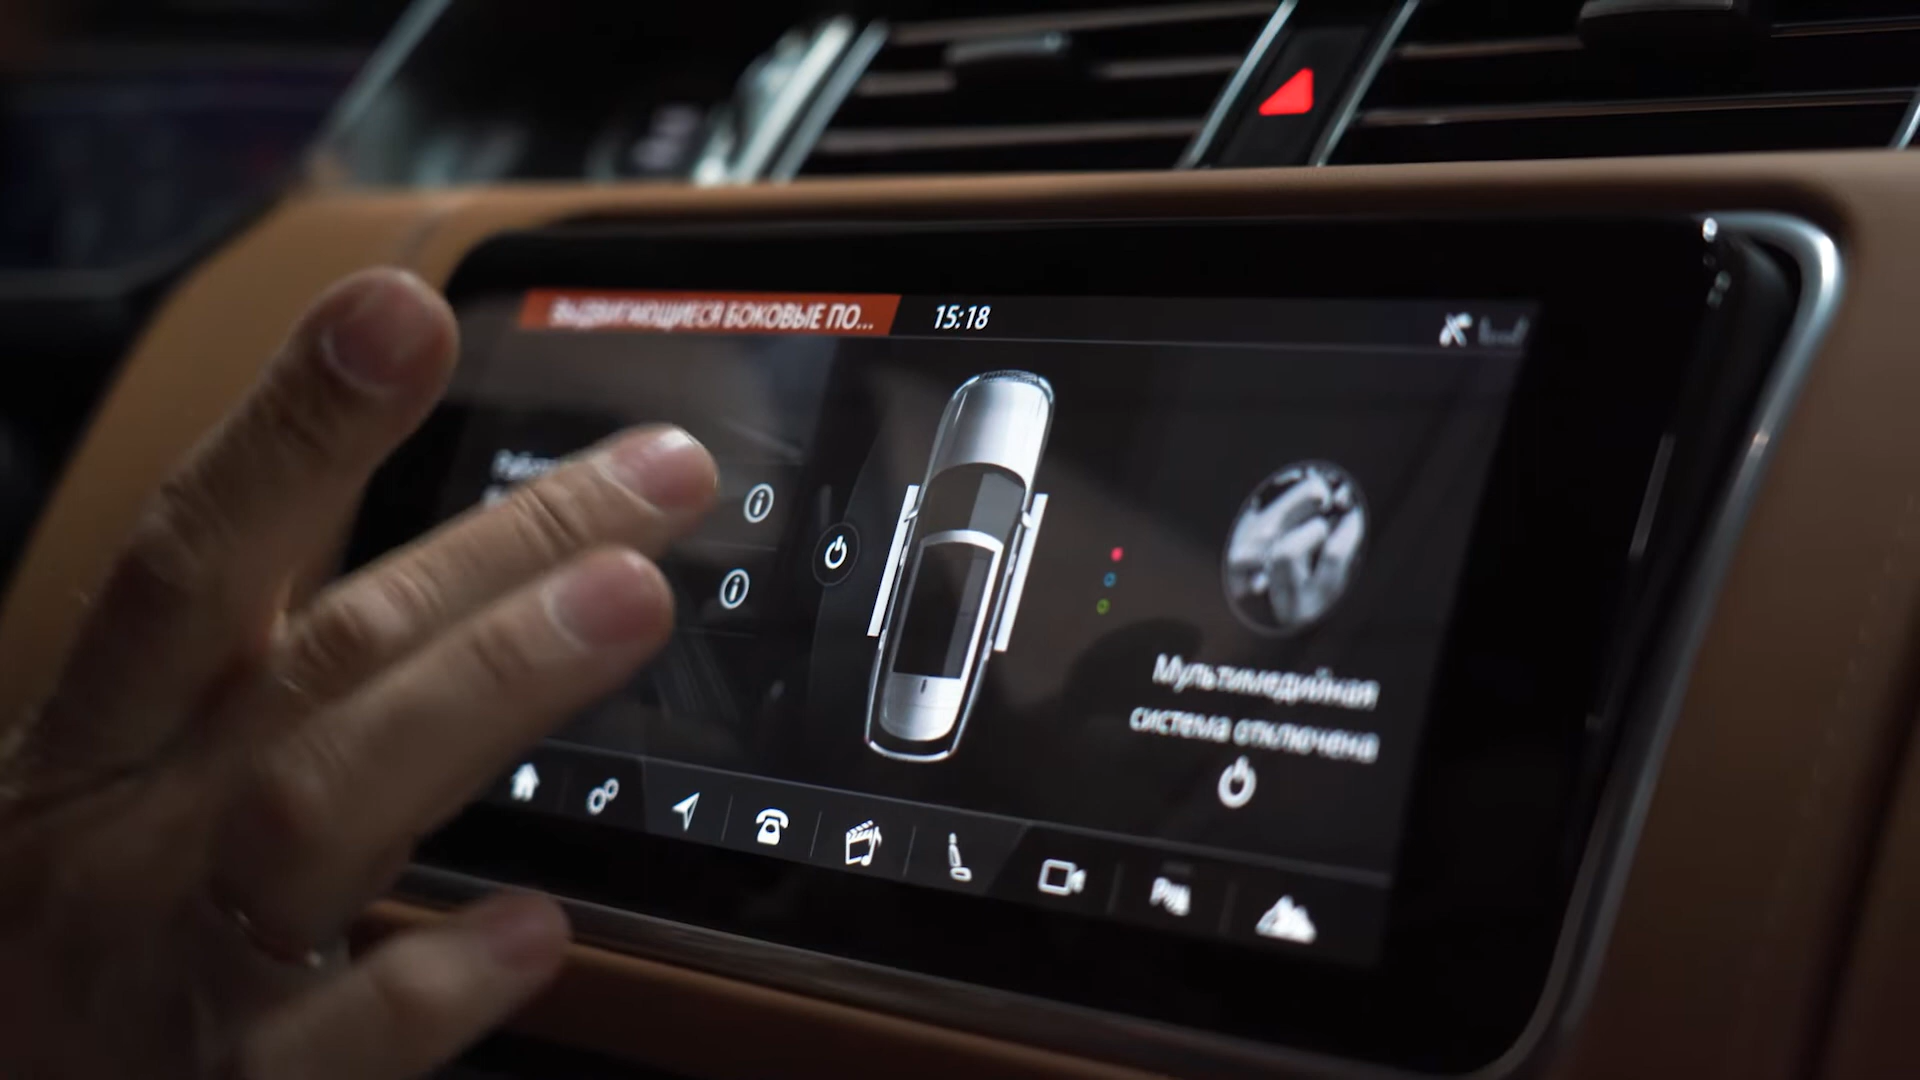 ВЫДВИГАЮЩИЕСЯ БОКОВЫЕ ПО...
15:18
Мультимедийная
система отключена